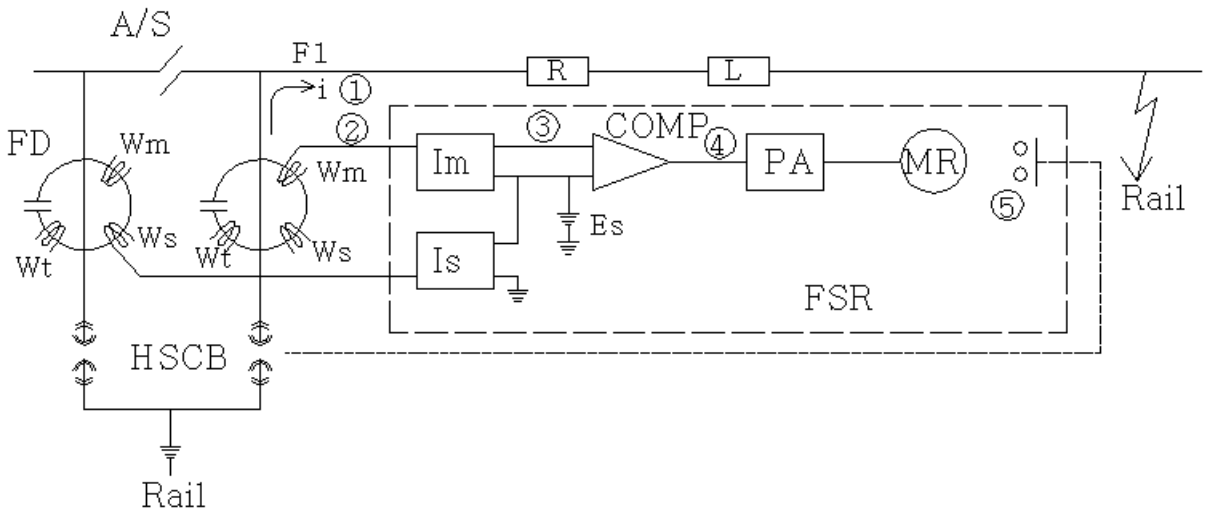 A/S
F1
i ①
R
L
②
③
COMP
④
FD
Wm
Wm
Im
PA
MR
Rail
⑤
Ws
Wt
Ws
Wt
Es
Is
FSR
HSCB
Rail